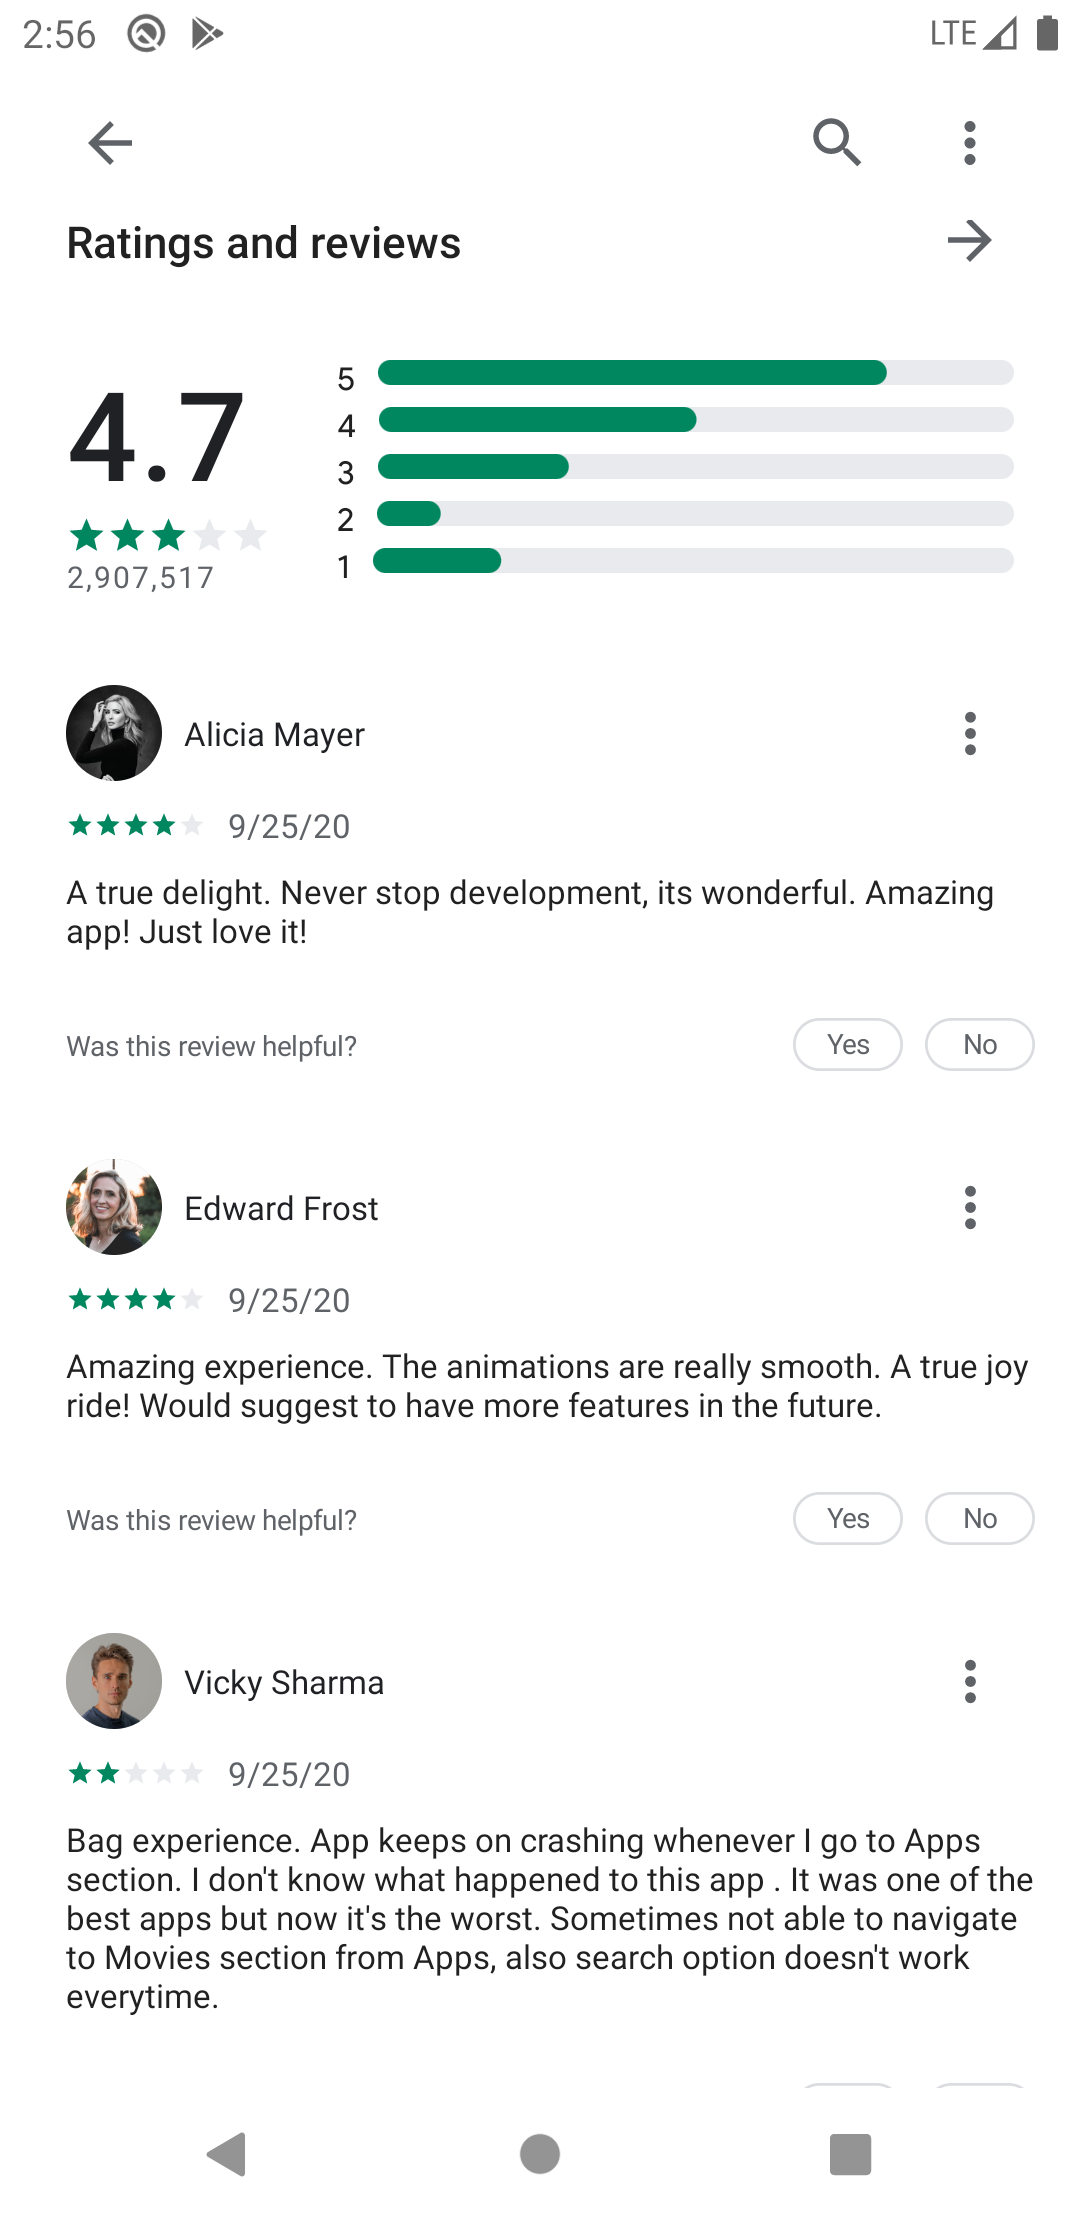 2:56
LTE
Ratings and reviews
4.7
2,907,517
5
4
3
2
1
Alicia Mayer
9/25/20
A true delight. Never stop development, its wonderful. Amazing
app! Just love it!
Was this review helpful?
Yes
No
Edward Frost
9/25/20
Amazing experience. The animations are really smooth. A true joy
ride! Would suggest to have more features in the future.
Was this review helpful?
Yes
No
Vicky Sharma
9/25/20
Bag experience. App keeps on crashing whenever I go to Apps
section. I don't know what happened to this app . It was one of the
best apps but now it's the worst. Sometimes not able to navigate
to Movies section from Apps, also search option doesn't work
everytime.